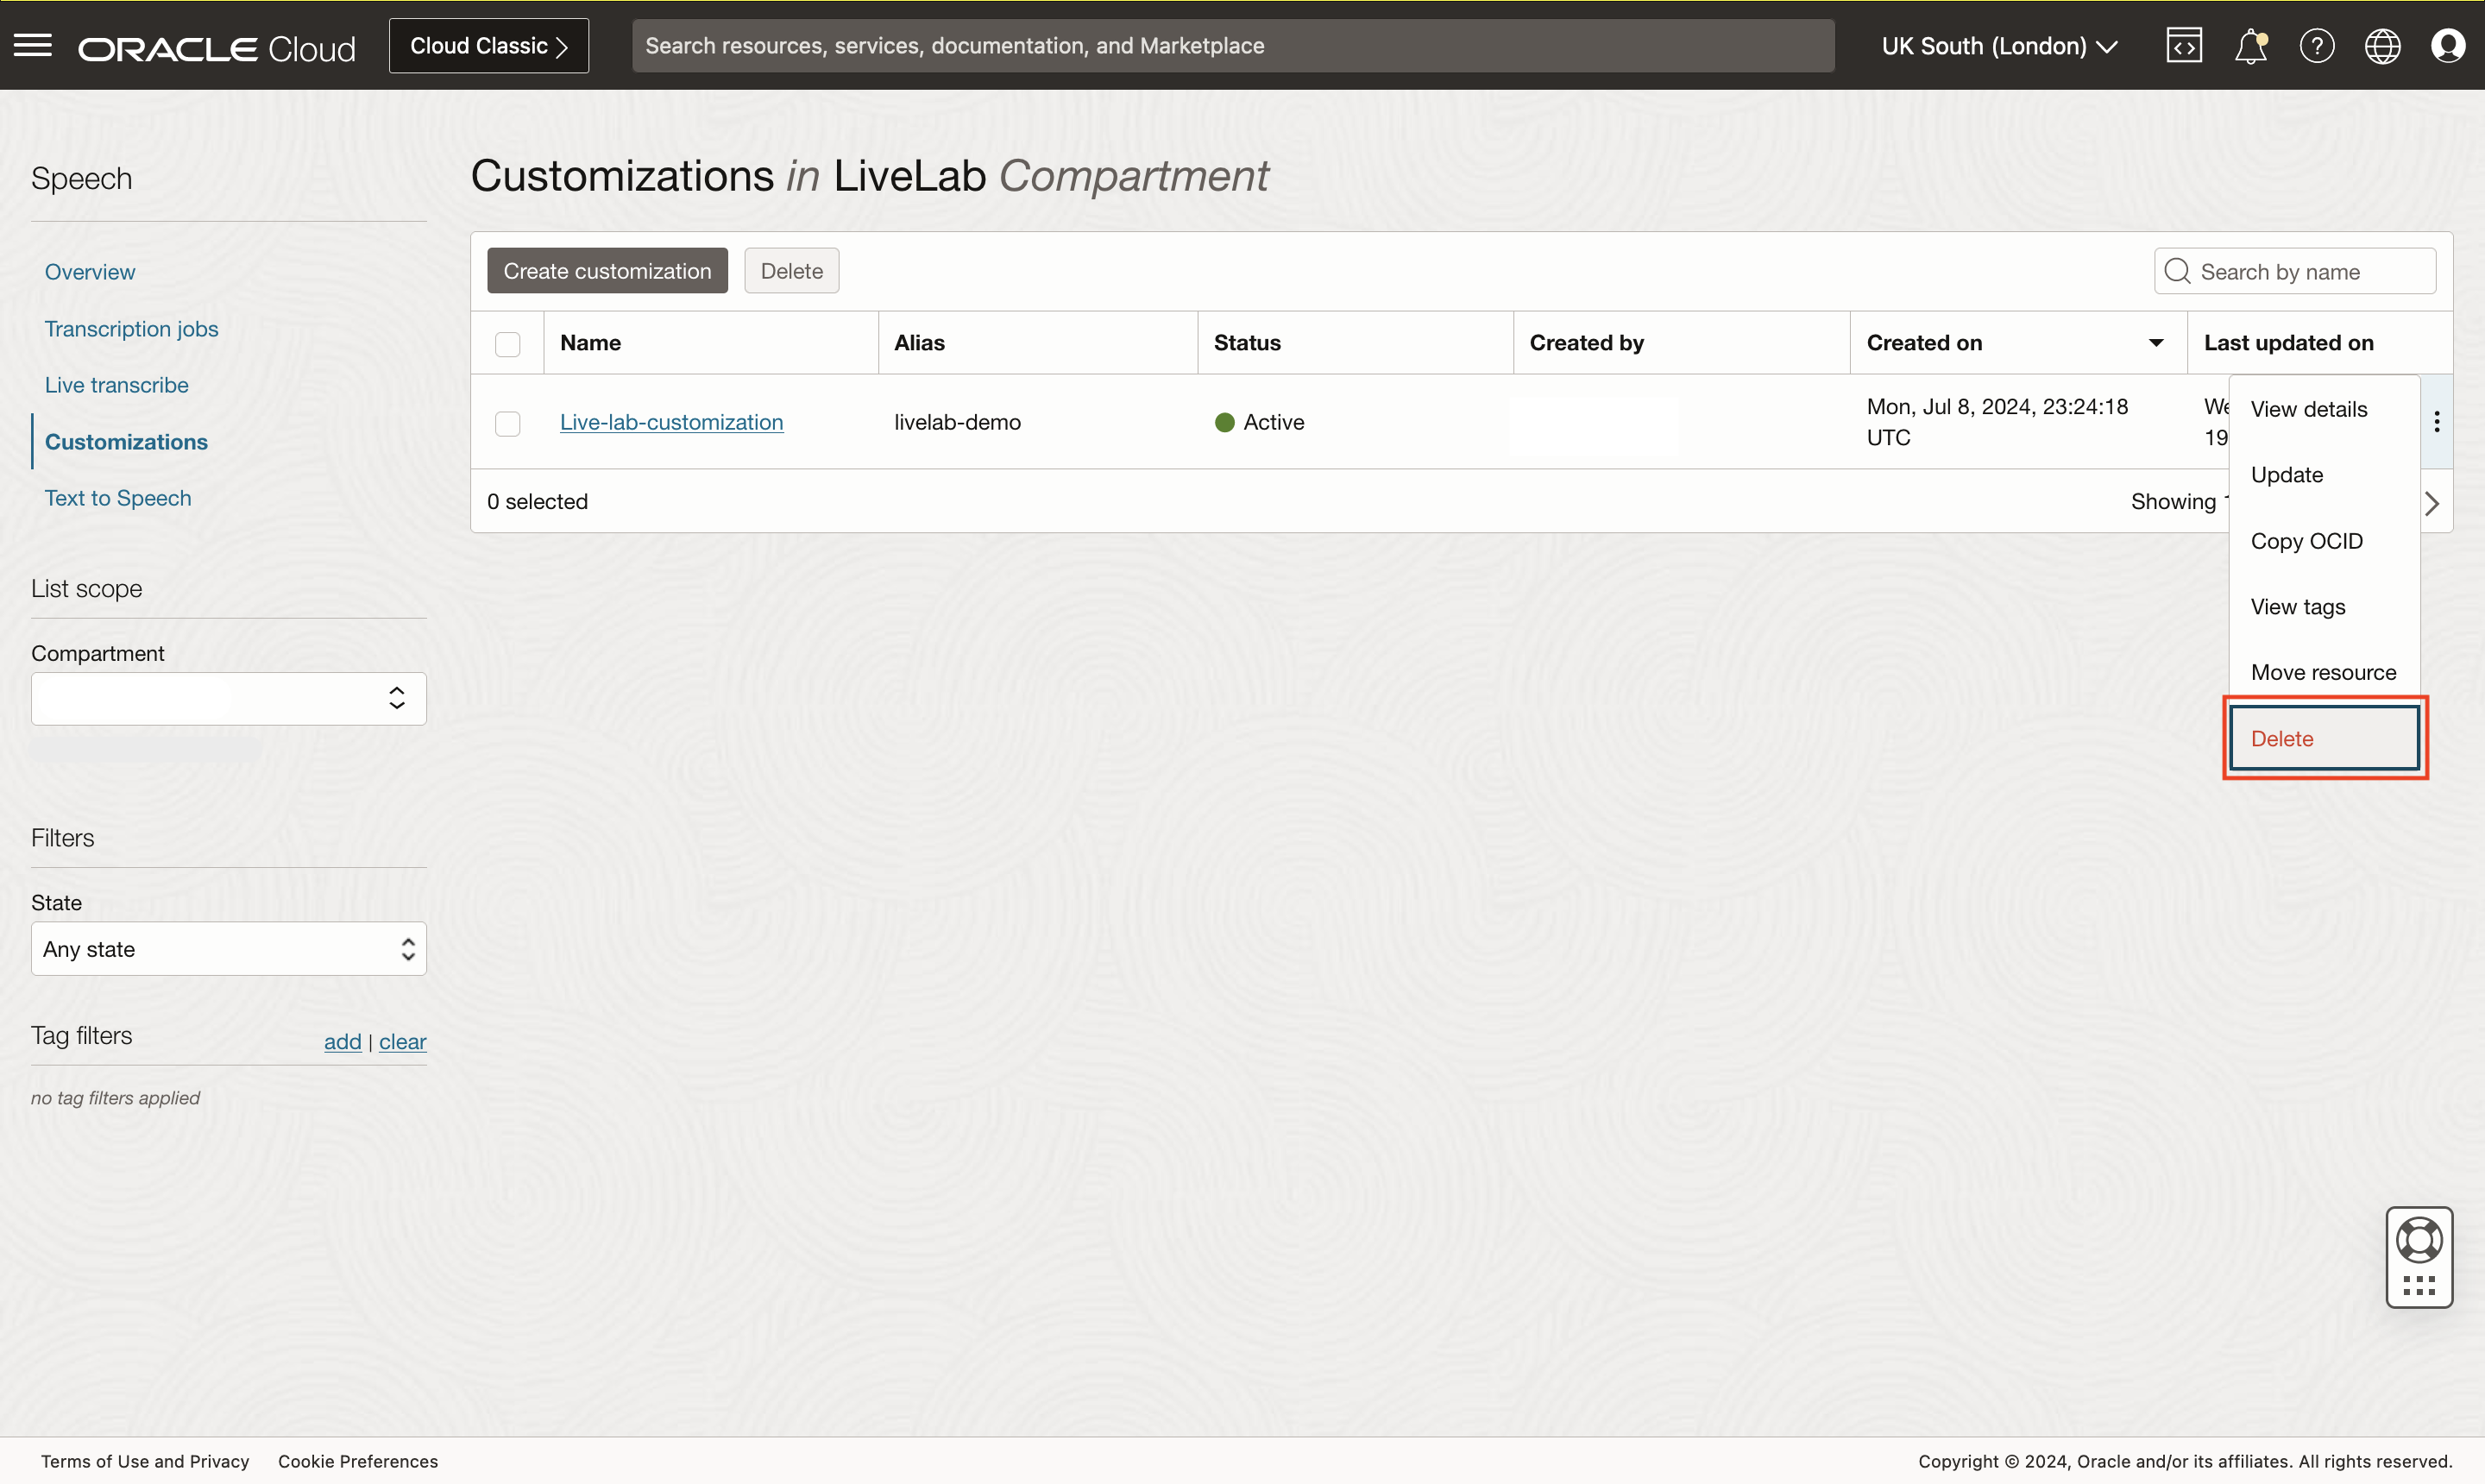 ORACLE Cloud
Cloud Classic
Search resources, services, documentation, and Marketplace
UK South (London)
Speech
Overview
Transcription jobs
Live transcribe
Customizations
Text to Speech
List scope
Compartment
Filters
State
Any state
Tag filters
add | clear
no tag filters applied
Customizations in LiveLab Compartment
Create customization
Delete
Search by name
Name
Alias
Status
Created by
Created on
Last updated on
Live-lab-customization
livelab-demo
Active
Mon, Jul 8, 2024, 23:24:18
UTC
19
0 selected
Showing
View details
Update
Copy OCID
View tags
Move resource
Delete
Terms of Use and Privacy
Cookie Preferences
Copyright © 2024, Oracle and/or its affiliates. All rights reserved.